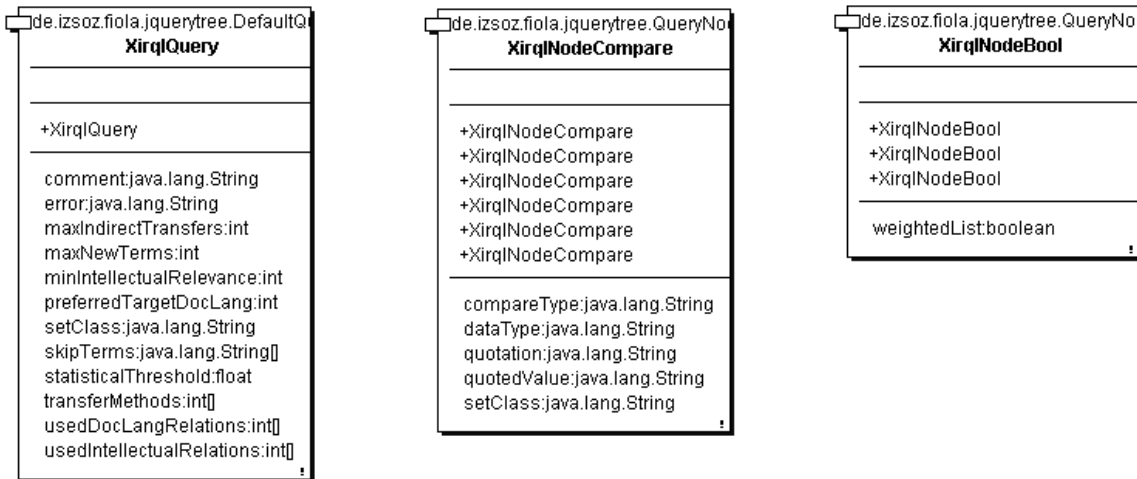 de.izsoz.fiola.jquerytree.DefaultQ
XirqlQuery
+XirqlQuery
comment:java.lang.String
error:java.lang.String
maxIndirectTransfers:int
maxNewTerms:int
minIntellectualRelevance:int
preferredTargetDocLang:int
setClass:java.lang.String
skipTerms:java.lang.String[]
statisticalThreshold:float
transferMethods:int[]
usedDocLangRelations:int[]
usedIntellectualRelations:int[]
!
de.izsoz.fiola.jquerytree.QueryNo
XirqlNodeCompare
+XirqlNodeCompare
+XirqlNodeCompare
+XirqlNodeCompare
+XirqlNodeCompare
+XirqlNodeCompare
+XirqlNodeCompare
compareType:java.lang.String
dataType:java.lang.String
quotation:java.lang.String
quotedValue:java.lang.String
setClass:java.lang.String
!
de.izsoz.fiola.jquerytree.QueryNo
XirqlNodeBool
+XirqlNodeBool
+XirqlNodeBool
+XirqlNodeBool
weightedList:boolean
!